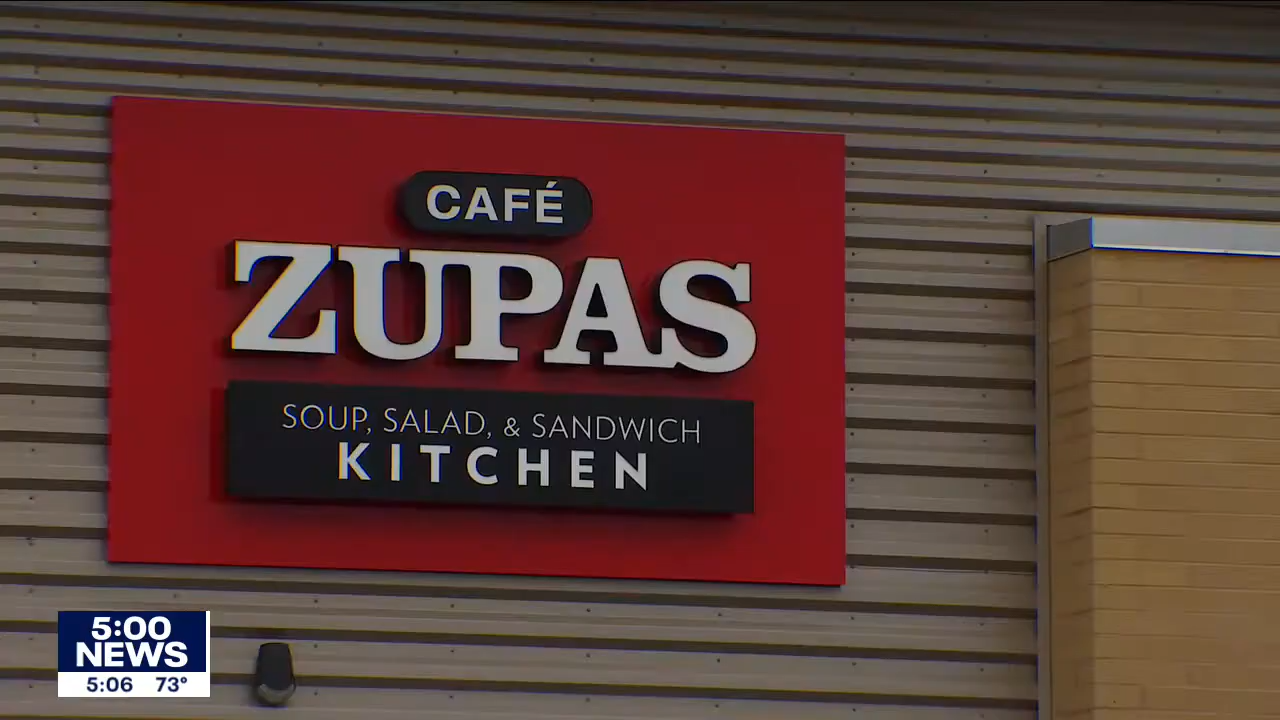 CAFÉ
ZUPAS
SOUP, SALAD, & SANDWICH
KITCHEN
5:00
NEWS
5:06 73°